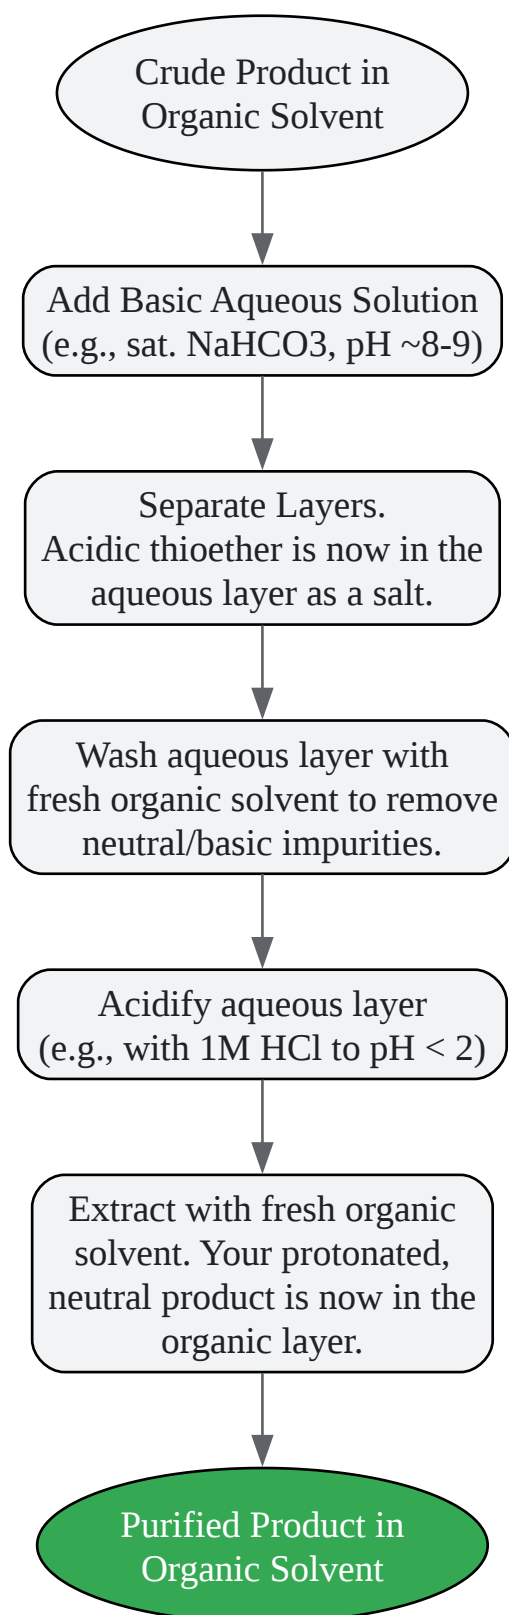 Crude Product in
Organic Solvent
Add Basic Aqueous Solution
(e.g., sat. NaHCO3, pH ~8-9)
Separate Layers.
Acidic thioether is now in the
aqueous layer as a salt.
Wash aqueous layer with
fresh organic solvent to remove
neutral/basic impurities.
Acidify aqueous layer
(e.g., with 1M HCl to pH < 2)
Extract with fresh organic
solvent. Your protonated,
neutral product is now in the
organic layer.
Purified Product in
Organic Solvent